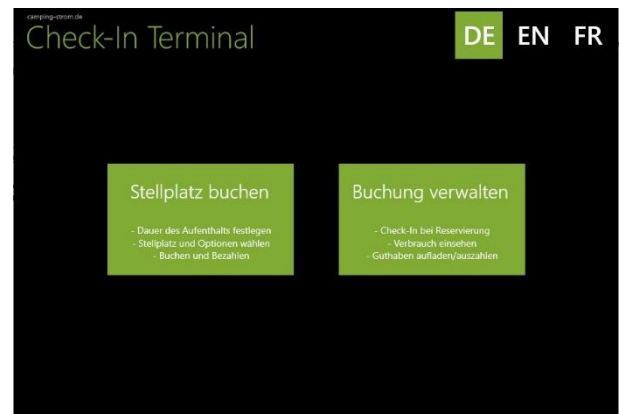 camping-strom.de
Check-In Terminal
DE EN FR
Stellplatz buchen
- Dauer des Aufenthalts festlegen
- Stellplatz und Optionen wählen
- Buchen und Bezahlen
Buchung verwalten
- Check-In bei Reservierung
- Verbrauch einsehen
- Guthaben aufladen/auszahlen